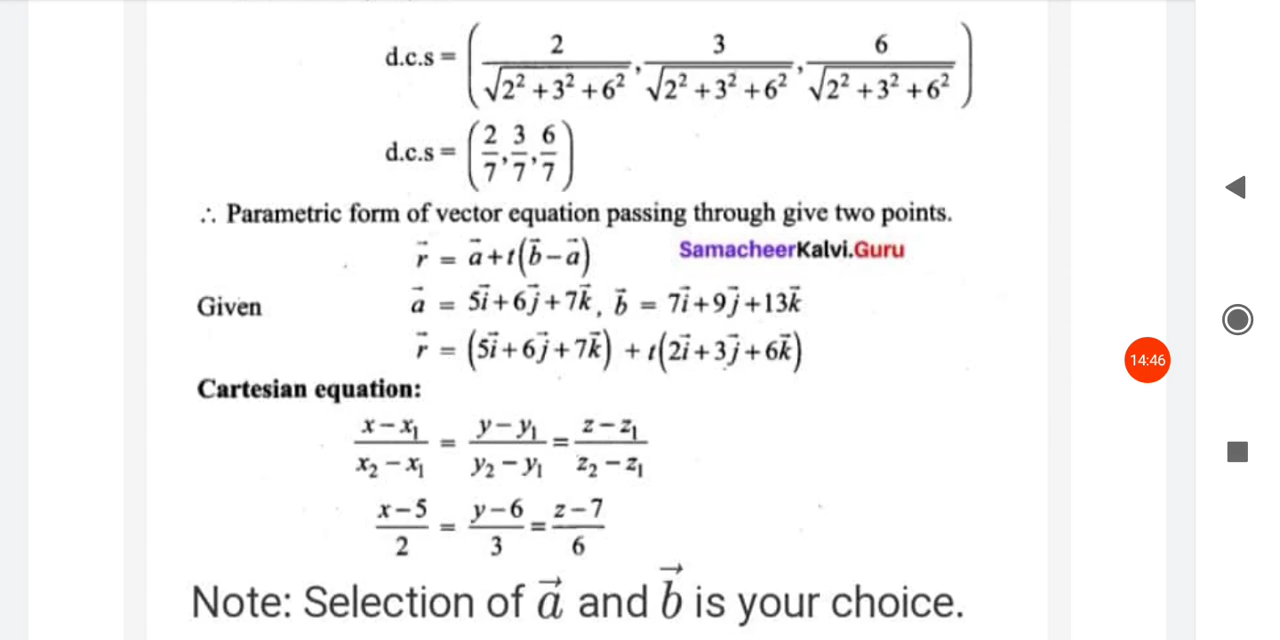 d.c.s = (2/√2² + 3² + 6², 3/√2² + 3² + 6², 6/√2² + 3² + 6²)
d.c.s = (2/7, 3/7, 6/7)
∴ Parametric form of vector equation passing through give two points.
r⃗ = a⃗ + t(b⃗ − a⃗)
SamacheerKalvi.Guru
Given a⃗ = 5i⃗ + 6j⃗ + 7k⃗, b⃗ = 7i⃗ + 9j⃗ + 13k⃗
r⃗ = (5i⃗ + 6j⃗ + 7k⃗) + t(2i⃗ + 3j⃗ + 6k⃗)
14:46
Cartesian equation:
x − x₁/x₂ − x₁ = y − y₁/y₂ − y₁ = z − z₁/z₂ − z₁
x − 5/2 = y − 6/3 = z − 7/6
Note: Selection of a⃗ and b⃗ is your choice.